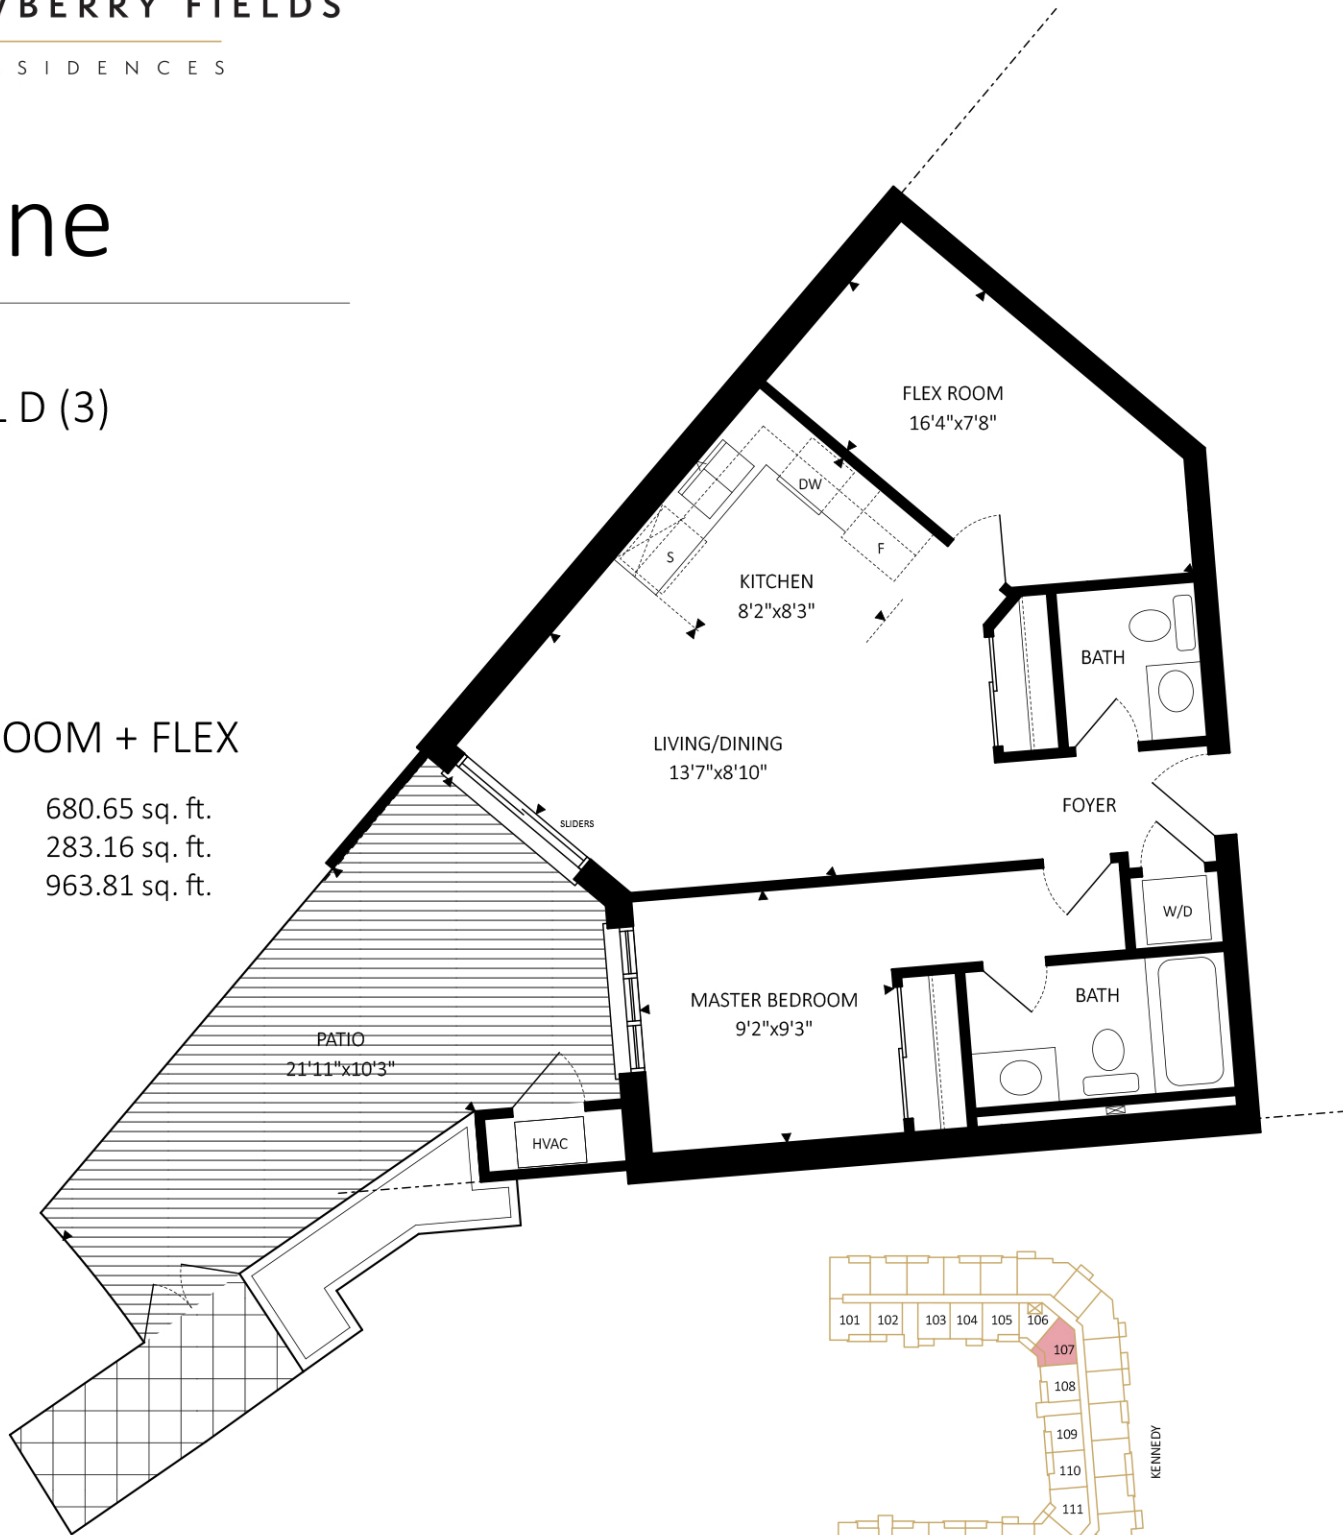 BERRY FIELDS
SIDENCES
ne
L D (3)
OOM + FLEX
680.65 sq. ft.
283.16 sq. ft.
963.81 sq. ft.
FLEX ROOM
16'4"x7'8"
DW
F
S
KITCHEN
8'2"x8'3"
BATH
LIVING/DINING
13'7"x8'10"
SLIDERS
FOYER
W/D
MASTER BEDROOM
9'2"x9'3"
BATH
PATIO
21'11"x10'3"
HVAC
101
102
103
104
105
106
107
108
109
110
111
KENNEDY